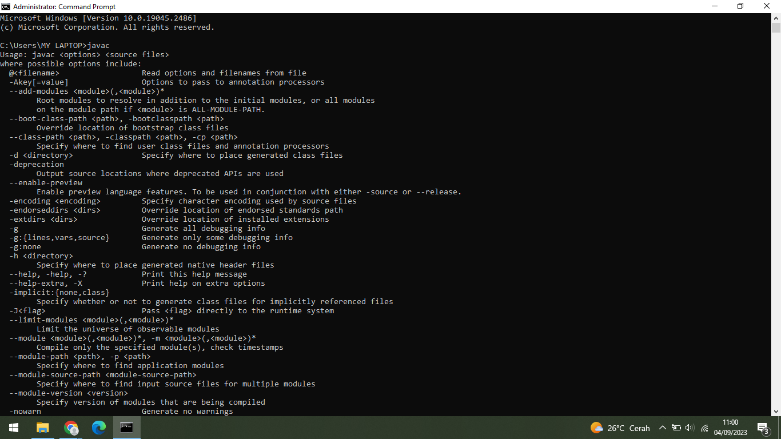 Administrator: Command Prompt
Microsoft Windows [Version 10.0.19045.2486]
(c) Microsoft Corporation. All rights reserved.
C:\Users\MY LAPTOP>javac
Usage: javac <options> <source files>
where possible options include:
@<filename> Read options and filenames from file
-Akey[=value] Options to pass to annotation processors
--add-modules <module>(,<module>)*
Root modules to resolve in addition to the initial modules, or all modules
on the module path if <module> is ALL-MODULE-PATH.
--boot-class-path <path>, -bootclasspath <path>
Override location of bootstrap class files
--class-path <path>, -classpath <path>, -cp <path>
Specify where to find user class files and annotation processors
-d <directory> Specify where to place generated class files
-deprecation
Output source locations where deprecated APIs are used
--enable-preview
Enable preview language features. To be used in conjunction with either -source or --release.
-encoding <encoding> Specify character encoding used by source files
-endorseddirs <dirs> Override location of endorsed standards path
-extdirs <dirs> Override location of installed extensions
-g Generate all debugging info
-g:{lines,vars,source} Generate only some debugging info
-g:none Generate no debugging info
-h <directory>
Specify where to place generated native header files
--help, -help, -? Print this help message
--help-extra, -X Print help on extra options
-implicit:{none,class}
Specify whether or not to generate class files for implicitly referenced files
-J<flag> Pass <flag> directly to the runtime system
--limit-modules <module>(,<module>)*
Limit the universe of observable modules
--module <module>(,<module>)*, -m <module>(,<module>)*
Compile only the specified module(s), check timestamps
--module-path <path>, -p <path>
Specify where to find application modules
--module-source-path <module-source-path>
Specify where to find input source files for multiple modules
--module-version <version>
Specify version of modules that are being compiled
-nowarn Generate no warnings
26°C Cerah
11:00
04/09/2023
3